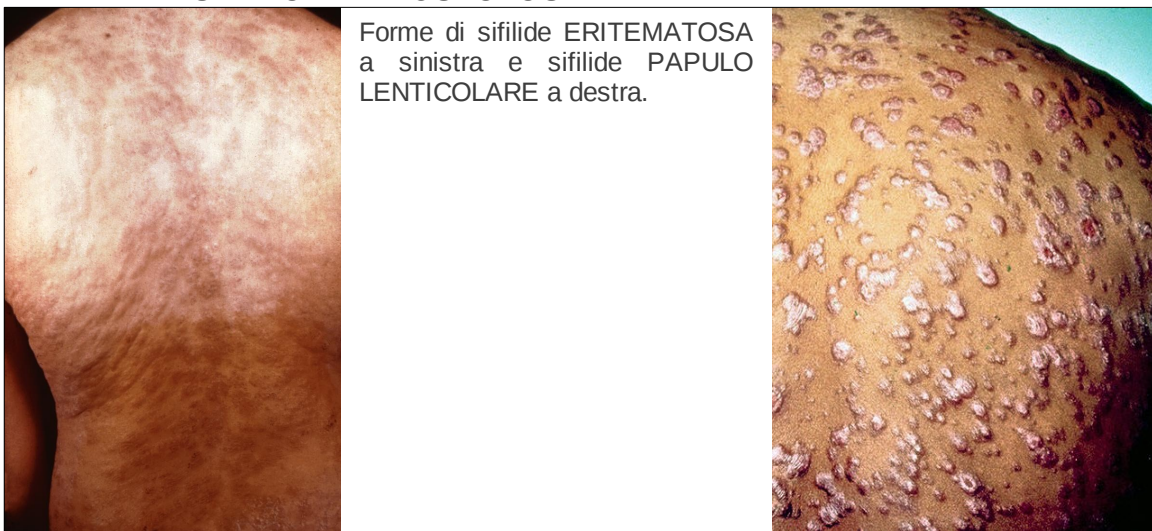 Forme di sifilide ERITEMATOSA
a sinistra e sifilide PAPULO
LENTICOLARE a destra.